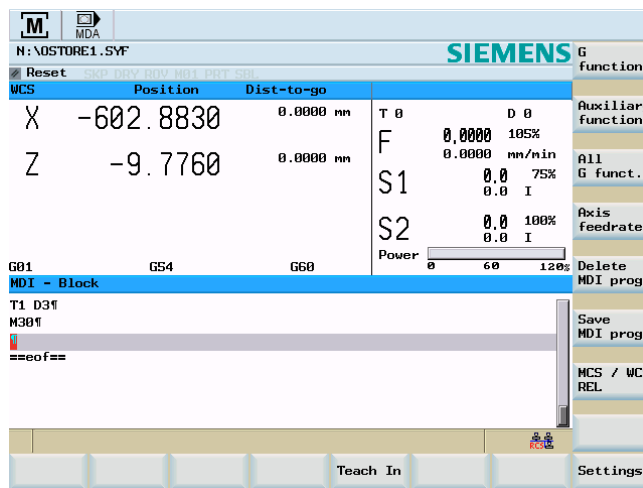 M
MDA
N:\OSTORE1.SYF
SIEMENS
Reset SKP DRY ROV M01 PRT SBL
WCS Position Dist-to-go
X -602.8830 0.0000 mm
Z -9.7760 0.0000 mm
T 0 D 0
F 0.0000 105%
0.0000 mm/min
S1 0.0 75%
0.0 I
S2 0.0 100%
0.0 I
Power 0 60 120%
G01 G54 G60
MDI - Block
T1 D3¶
M30¶
¶
==eof==
RCS
G
function
Auxiliar
function
All
G funct.
Axis
feedrate
Delete
MDI prog
Save
MDI prog
MCS / WC
REL
Teach In
Settings